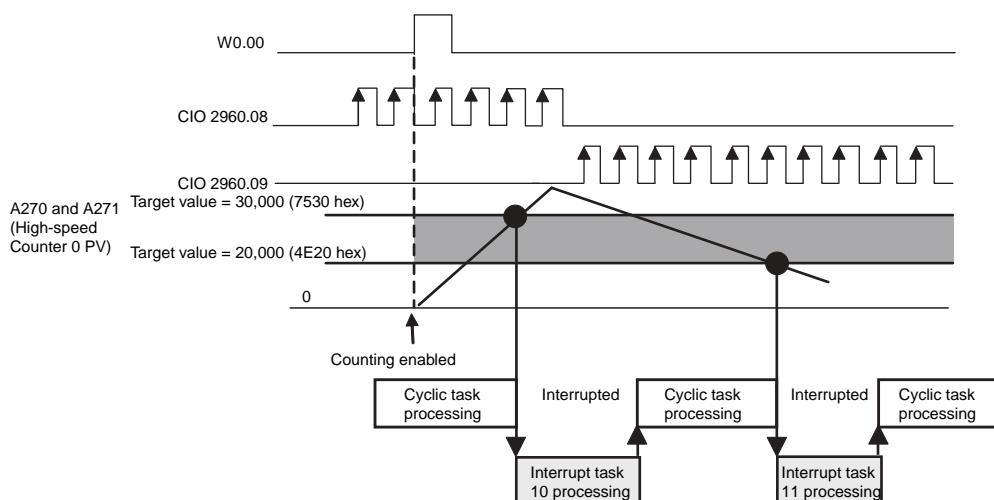 W0.00
CIO 2960.08
CIO 2960.09
A270 and A271
(High-speed
Counter 0 PV)
Target value = 30,000 (7530 hex)
Target value = 20,000 (4E20 hex)
0
Counting enabled
Cyclic task
processing
Interrupted
Cyclic task
processing
Interrupted
Cyclic task
processing
Interrupt task
10 processing
Interrupt task
11 processing